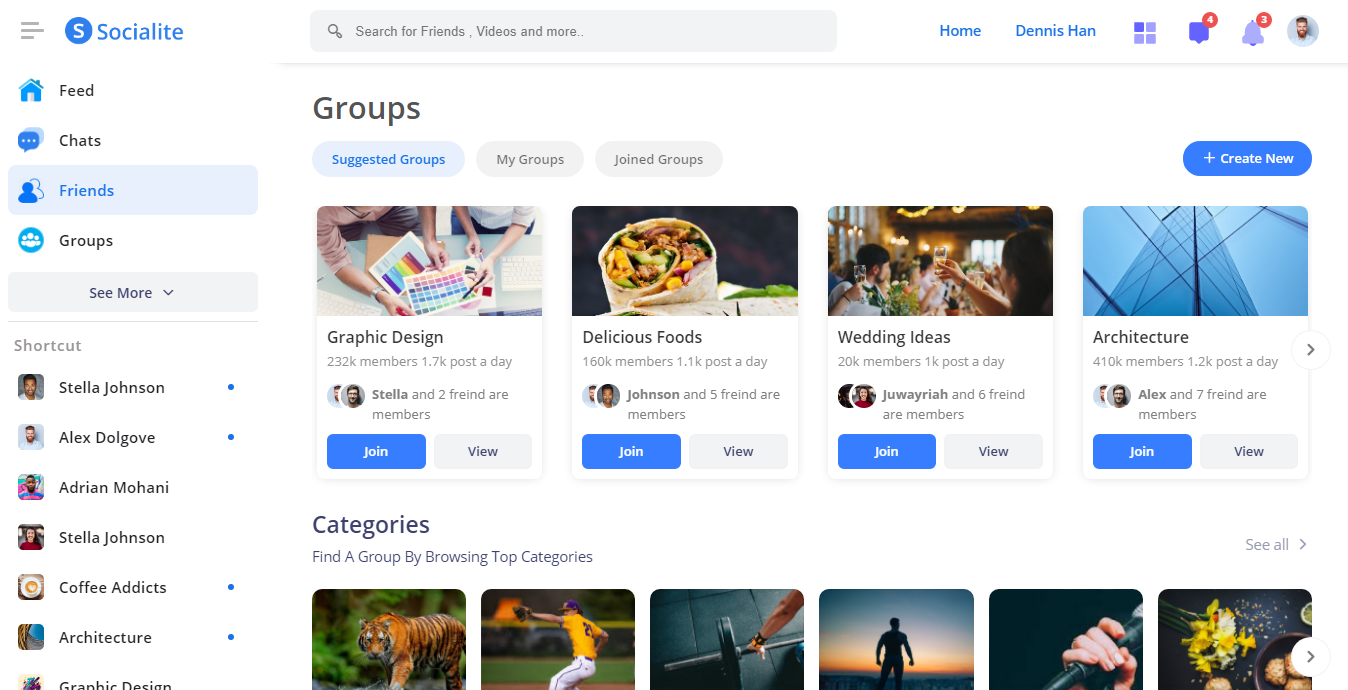 S Socialite
Search for Friends , Videos and more..
Home
Dennis Han
4
3
Feed
Chats
Friends
Groups
See More
Shortcut
Stella Johnson
Alex Dolgove
Adrian Mohani
Stella Johnson
Coffee Addicts
Architecture
Graphic Design
Groups
Suggested Groups
My Groups
Joined Groups
Create New
Graphic Design
232k members 1.7k post a day
Stella and 2 freind are
members
Join
View
Delicious Foods
160k members 1.1k post a day
Johnson and 5 freind are
members
Join
View
Wedding Ideas
20k members 1k post a day
Juwayriah and 6 freind
are members
Join
View
Architecture
410k members 1.2k post a day
Alex and 7 freind are
members
Join
View
Categories
Find A Group By Browsing Top Categories
See all